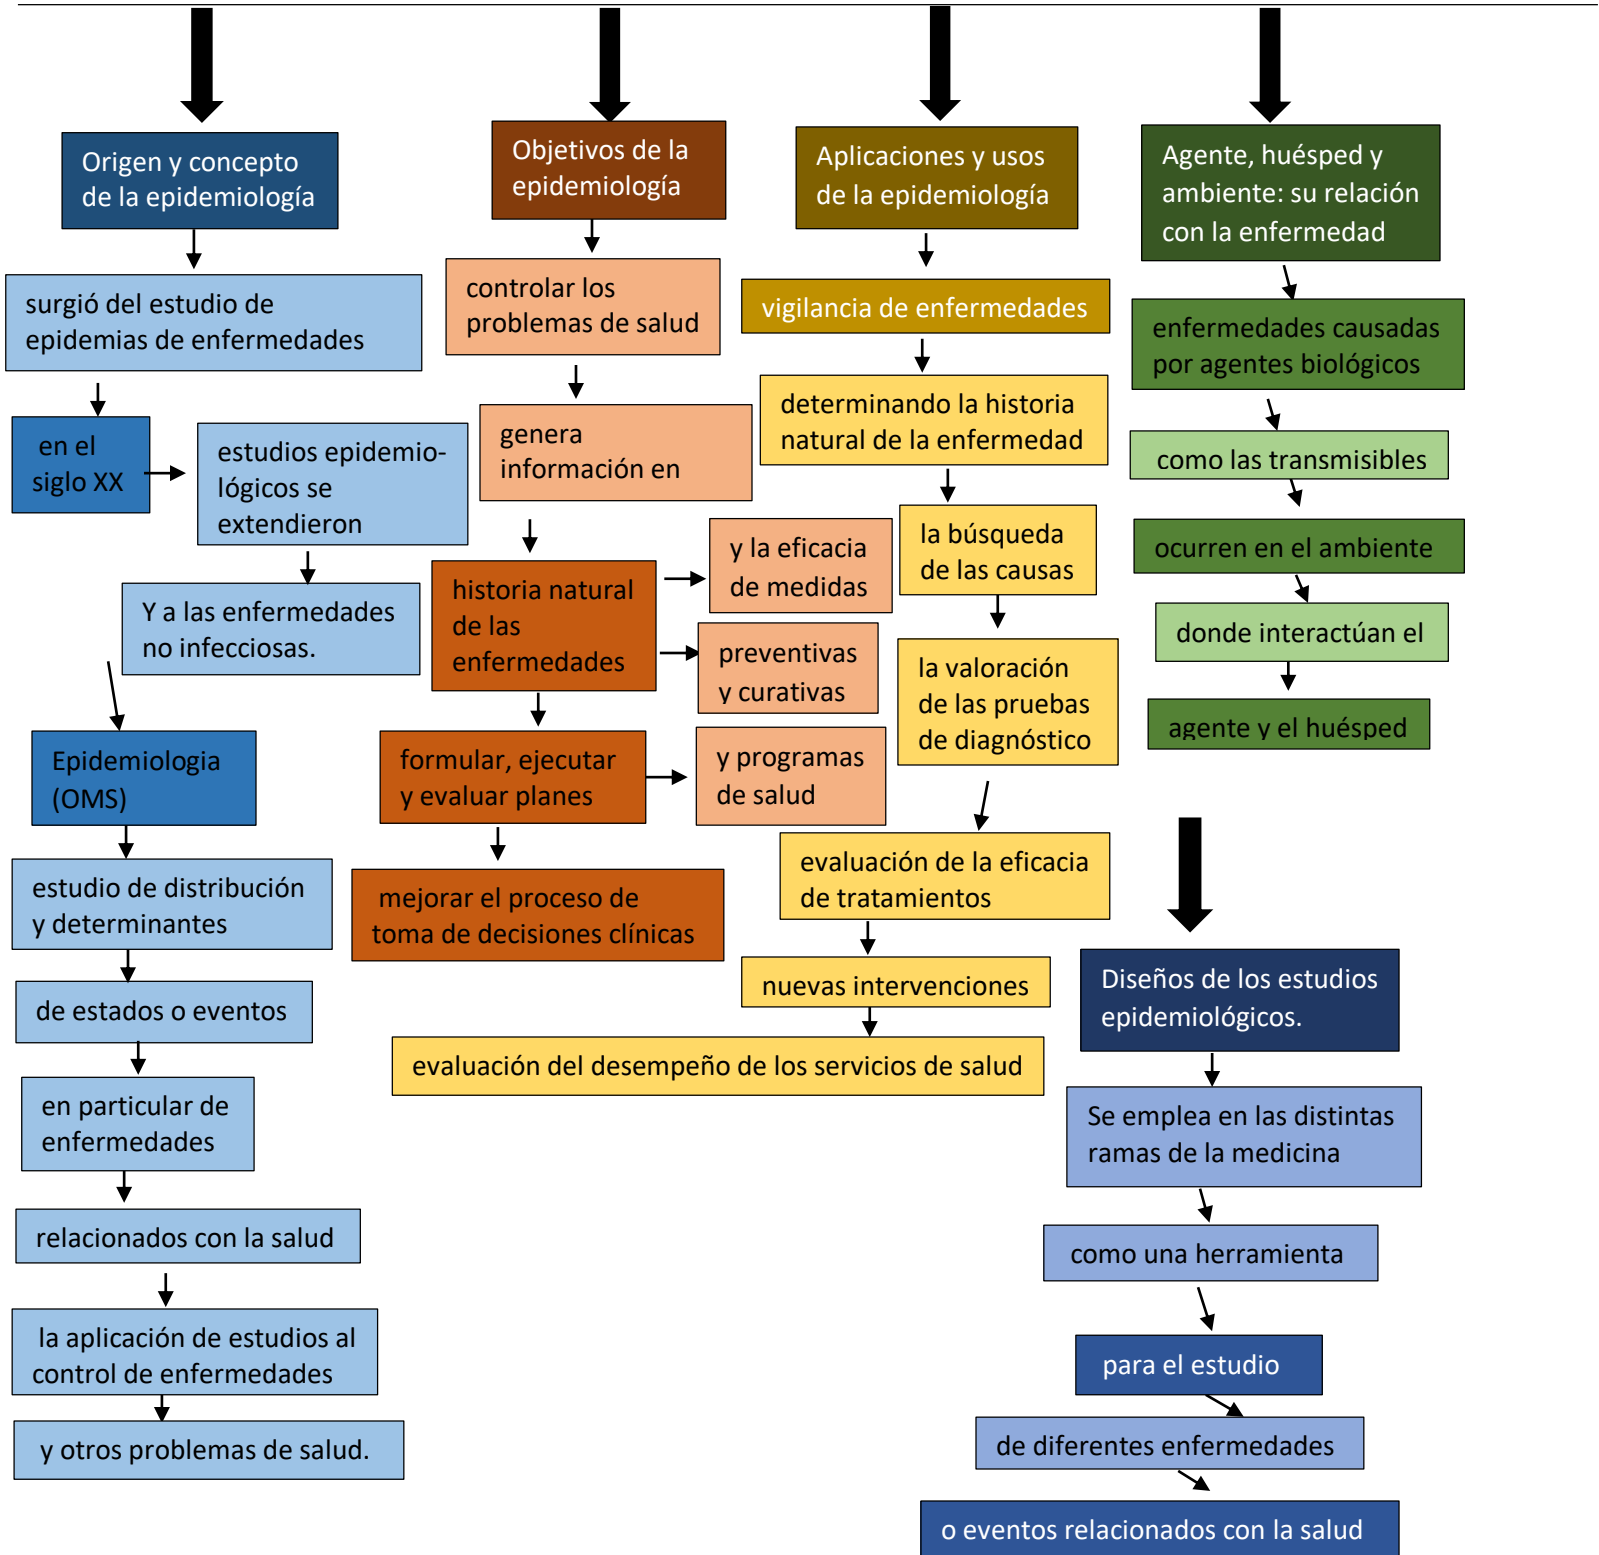 Origen y concepto
de la epidemiología
surgió del estudio de
epidemias de enfermedades
en el
siglo XX
estudios epidemio-
lógicos se
extendieron
Y a las enfermedades
no infecciosas.
Epidemiologia
(OMS)
estudio de distribución
y determinantes
de estados o eventos
en particular de
enfermedades
relacionados con la salud
la aplicación de estudios al
control de enfermedades
y otros problemas de salud.
Objetivos de la
epidemiología
controlar los
problemas de salud
genera
información en
historia natural
de las
enfermedades
y la eficacia
de medidas
preventivas
y curativas
formular, ejecutar
y evaluar planes
y programas
de salud
mejorar el proceso de
toma de decisiones clínicas
Aplicaciones y usos
de la epidemiología
vigilancia de enfermedades
determinando la historia
natural de la enfermedad
la búsqueda
de las causas
la valoración
de las pruebas
de diagnóstico
evaluación de la eficacia
de tratamientos
nuevas intervenciones
evaluación del desempeño de los servicios de salud
Agente, huésped y
ambiente: su relación
con la enfermedad
enfermedades causadas
por agentes biológicos
como las transmisibles
ocurren en el ambiente
donde interactúan el
agente y el huésped
Diseños de los estudios
epidemiológicos.
Se emplea en las distintas
ramas de la medicina
como una herramienta
para el estudio
de diferentes enfermedades
o eventos relacionados con la salud